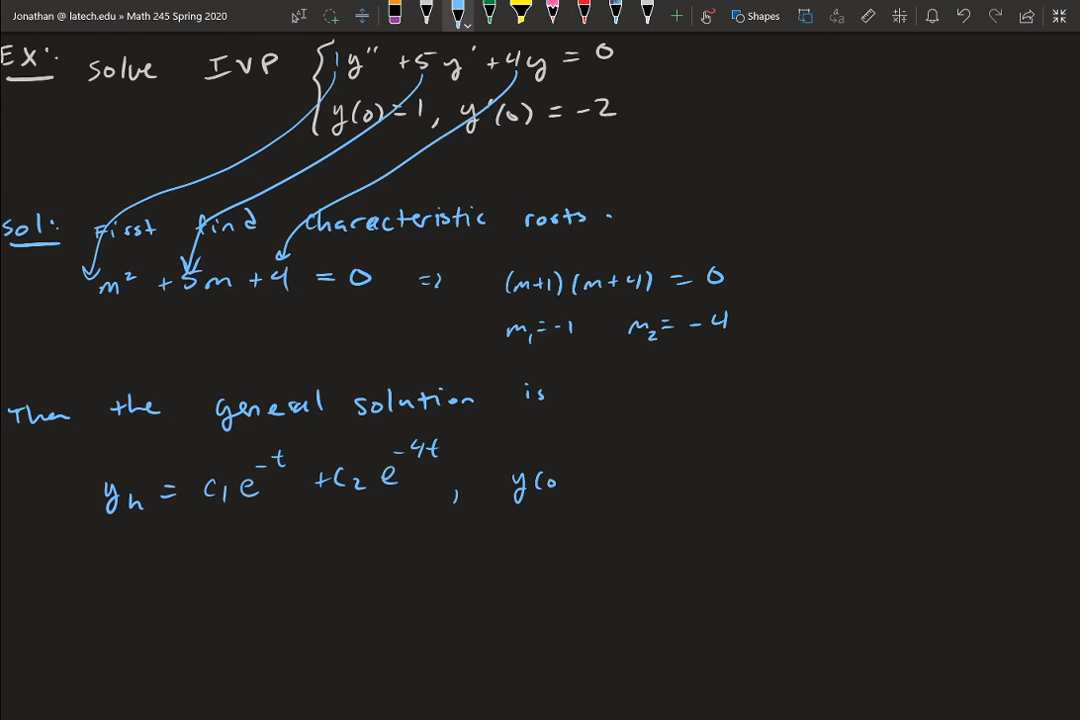 Jonathan @ latech.edu » Math 245 Spring 2020
Shapes
EX: solve IVP { 1y'' + 5y' + 4y = 0
y(0) = 1, y'(0) = -2
Sol: First find characteristic roots.
m² + 5m + 4 = 0 => (m+1)(m+4) = 0
m₁ = -1 m₂ = -4
Then the general solution is
yₕ = c₁e^{-t} + c₂e^{-4t}, y(0